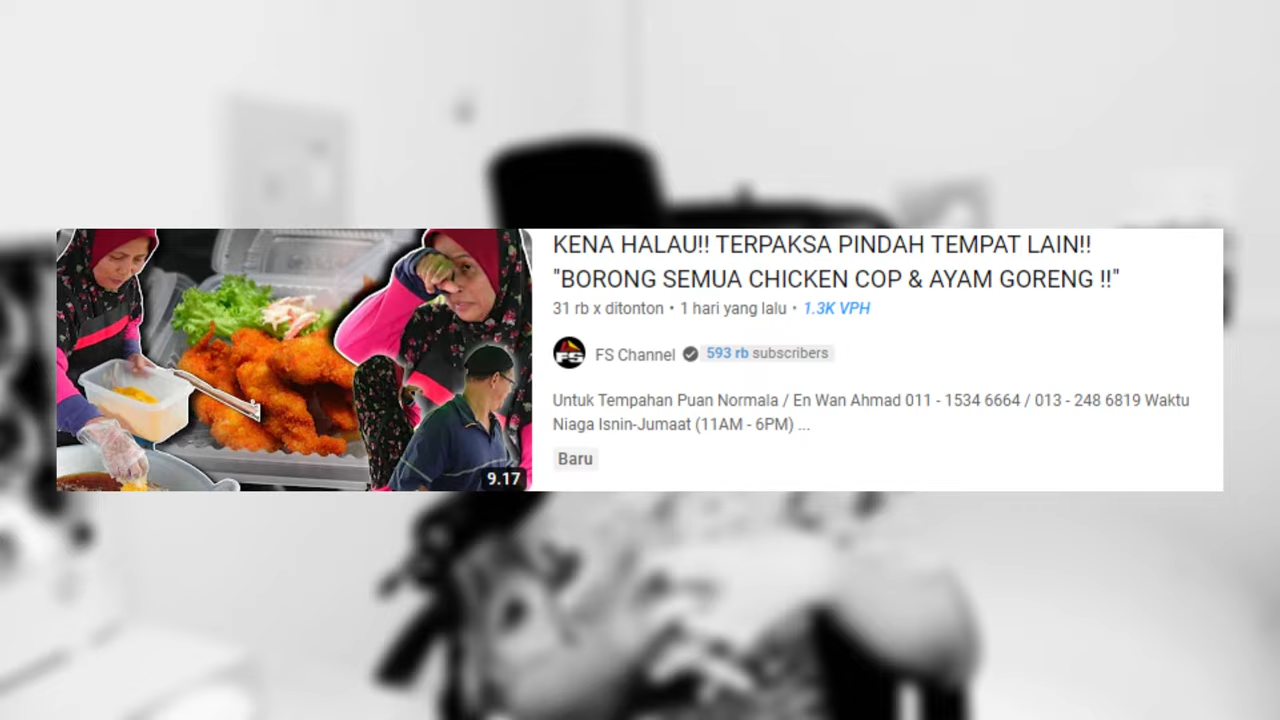 KENA HALAU!! TERPAKSA PINDAH TEMPAT LAIN!!
"BORONG SEMUA CHICKEN COP & AYAM GORENG !!"
31 rb x ditonton • 1 hari yang lalu • 1.3K VPH
FS
FS Channel 593 rb subscribers
Untuk Tempahan Puan Normala / En Wan Ahmad 011 - 1534 6664 / 013 - 248 6819 Waktu
Niaga Isnin-Jumaat (11AM - 6PM) ...
Baru
9.17